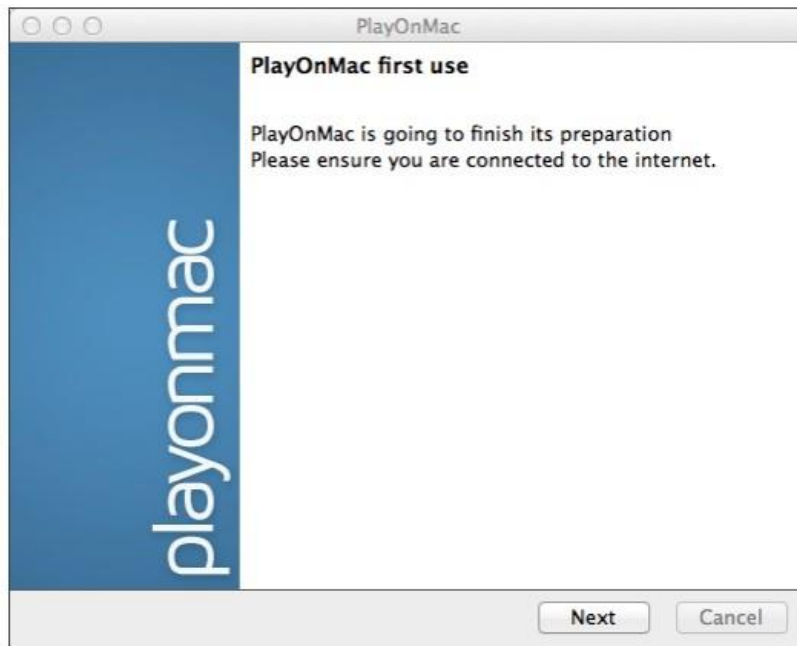 PlayOnMac
PlayOnMac first use
PlayOnMac is going to finish its preparation
Please ensure you are connected to the internet.
playonmac
Next
Cancel